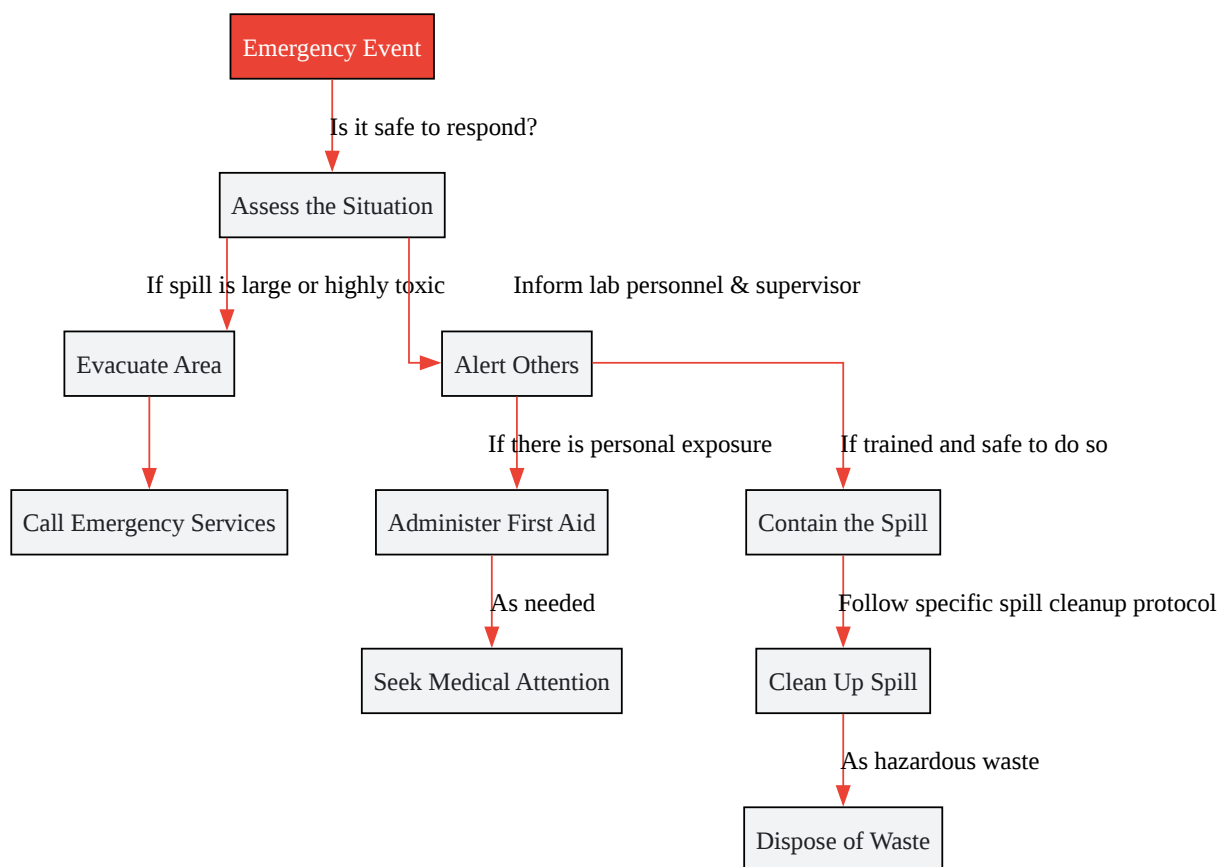 Emergency Event
Is it safe to respond?
Assess the Situation
If spill is large or highly toxic
Inform lab personnel & supervisor
Evacuate Area
Alert Others
If there is personal exposure
If trained and safe to do so
Call Emergency Services
Administer First Aid
Contain the Spill
As needed
Follow specific spill cleanup protocol
Seek Medical Attention
Clean Up Spill
As hazardous waste
Dispose of Waste